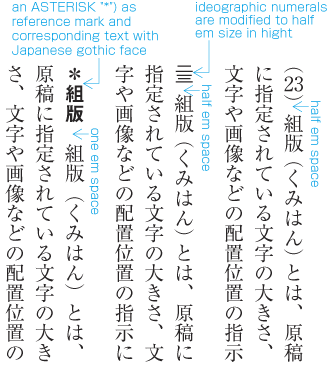 an ASTERISK "*") as
reference mark and
corresponding text with
Japanese gothic face
ideographic numerals
are modified to half
em size in hight
23）組版（くみはん）とは、原稿
に指定されている文字の大きさ、
文字や画像などの配置位置の指示
half em space
二三 組版（くみはん）とは、原稿に
指定されている文字の大きさ、文
字や画像などの配置位置の指示に
half em space
＊組版　組版（くみはん）とは、
原稿に指定されている文字の大き
さ、文字や画像などの配置位置の
one em space